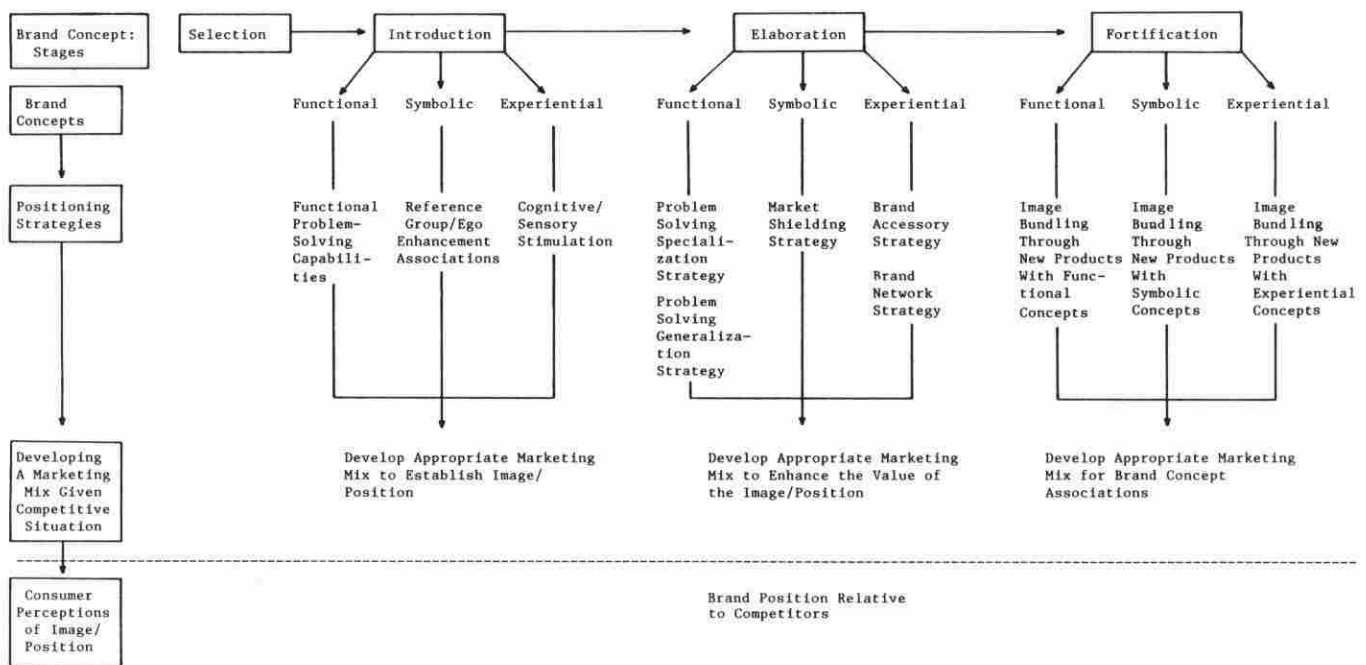 Brand Concept:
Stages
Selection
Introduction
Elaboration
Fortification
Brand
Concepts
Functional
Symbolic
Experiential
Functional
Symbolic
Experiential
Functional
Symbolic
Experiential
Positioning
Strategies
Functional
Problem-
Solving
Capabili-
ties
Reference
Group/Ego
Enhancement
Associations
Cognitive/
Sensory
Stimulation
Problem
Solving
Speciali-
zation
Strategy
Problem
Solving
Generaliza-
tion
Strategy
Market
Shielding
Strategy
Brand
Accessory
Strategy
Brand
Network
Strategy
Image
Bundling
Through
New Products
With Func-
tional
Concepts
Image
Bundling
Through
New Products
With
Symbolic
Concepts
Image
Bundling
Through New
Products
With
Experiential
Concepts
Developing
A Marketing
Mix Given
Competitive
Situation
Develop Appropriate Marketing
Mix to Establish Image/
Position
Develop Appropriate Marketing
Mix to Enhance the Value of
the Image/Position
Develop Appropriate Marketing
Mix for Brand Concept
Associations
Consumer
Perceptions
of Image/
Position
Brand Position Relative
to Competitors